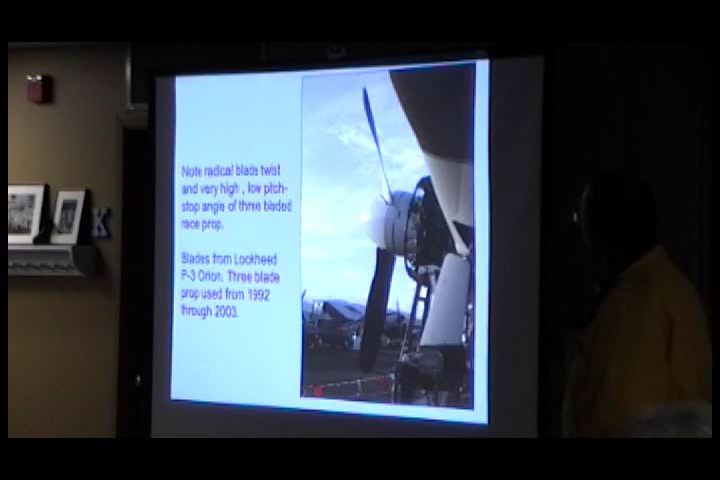 Note radical blade twist
and very high , low pitch-
stop angle of three bladed
race prop.
Blades from Lockheed
P-3 Orion. Three blade
prop used from 1992
through 2003.
K